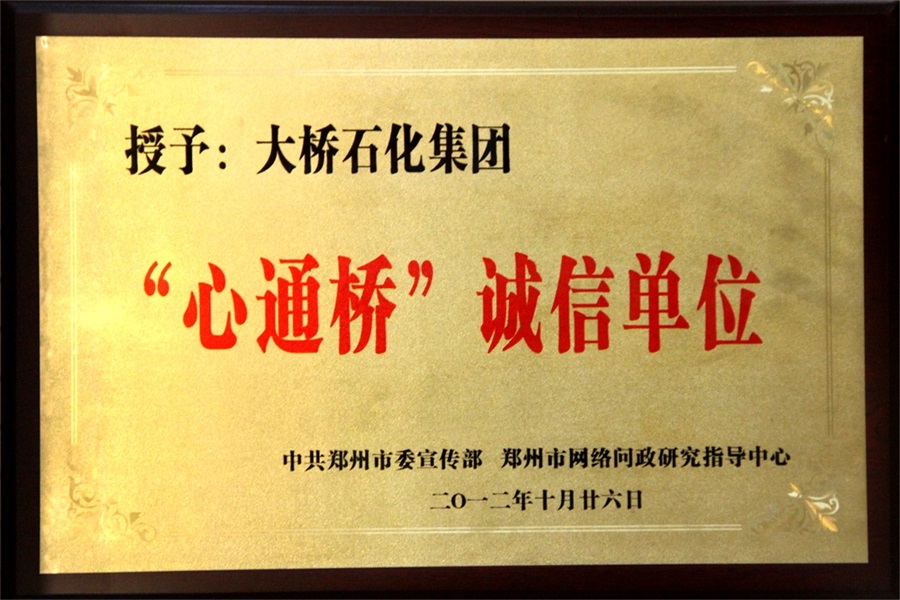 授予：大桥石化集团
“心通桥”诚信单位
中共郑州市委宣传部 郑州市网络问政研究指导中心
二〇一二年十月廿六日